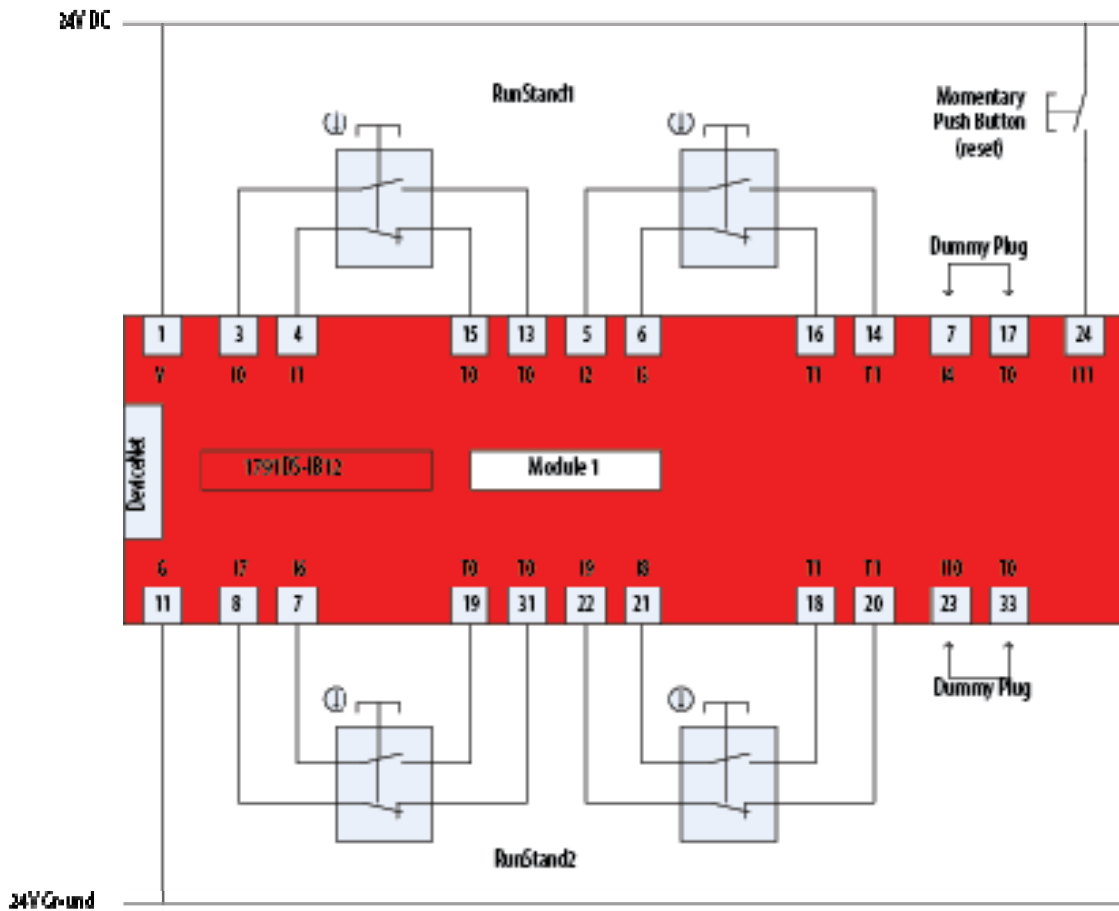 24V DC
RunStand1
Momentary
Push Button
(reset)
Dummy Plug
1 3 4 15 13 5 6 16 14 7 17 24
V I0 I1 T0 T0 I2 I3 T1 T1 I4 T0 I11
DeviceNet
1791DS-IB12
Module 1
G I7 I6 T0 T0 I9 I8 T1 T1 I10 T0
11 8 7 19 31 22 21 18 20 23 33
Dummy Plug
RunStand2
24V Ground